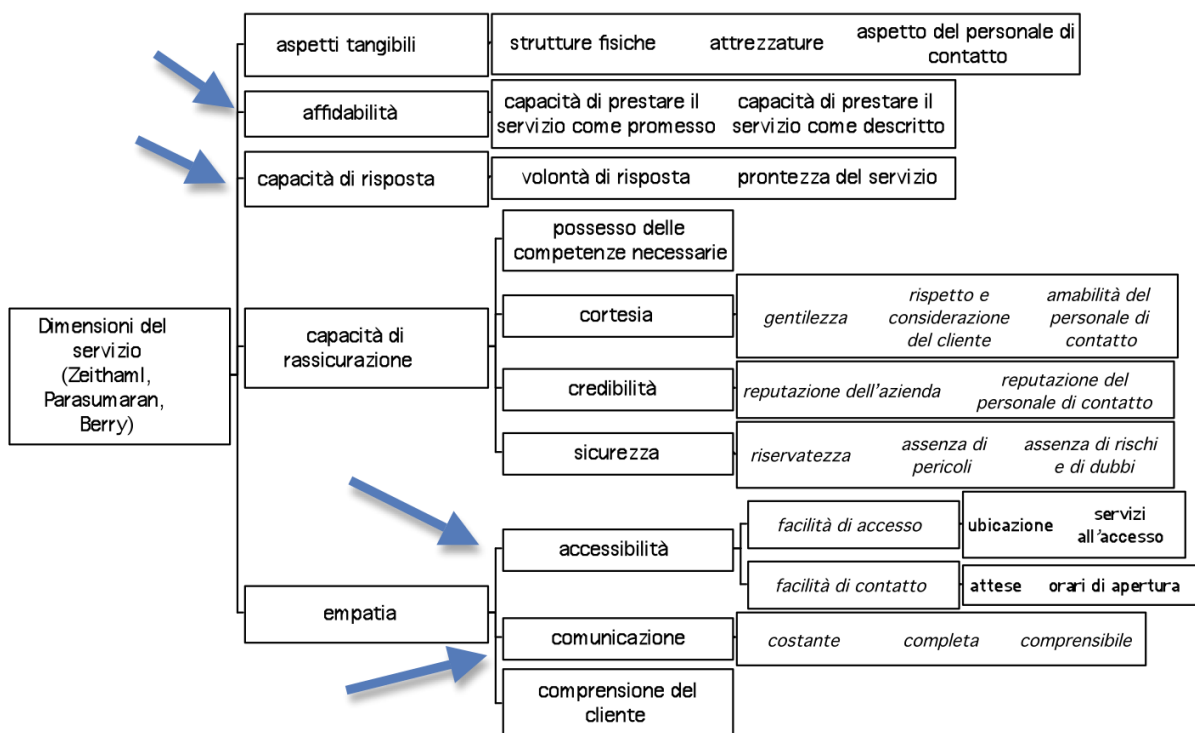 aspetti tangibili
strutture fisiche
attrezzature
aspetto del personale di
contatto
affidabilità
capacità di prestare il
servizio come promesso
capacità di prestare il
servizio come descritto
capacità di risposta
volontà di risposta
prontezza del servizio
Dimensioni del
servizio
(Zeithaml,
Parasumaran,
Berry)
capacità di
rassicurazione
possesso delle
competenze necessarie
cortesia
gentilezza
rispetto e
considerazione
del cliente
amabilità del
personale di
contatto
credibilità
reputazione dell'azienda
reputazione del
personale di contatto
sicurezza
riservatezza
assenza di
pericoli
assenza di rischi
e di dubbi
empatia
accessibilità
facilità di accesso
ubicazione
servizi
all'accesso
facilità di contatto
attese
orari di apertura
comunicazione
costante
completa
comprensibile
comprensione del
cliente